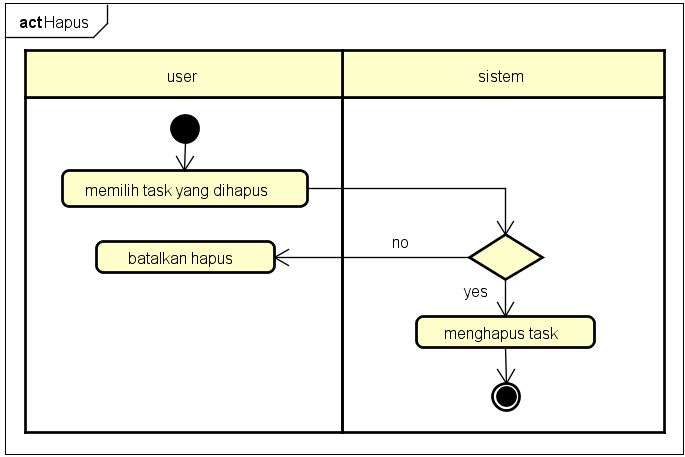 act Hapus
user
sistem
memilih task yang dihapus
no
batalkan hapus
yes
menghapus task